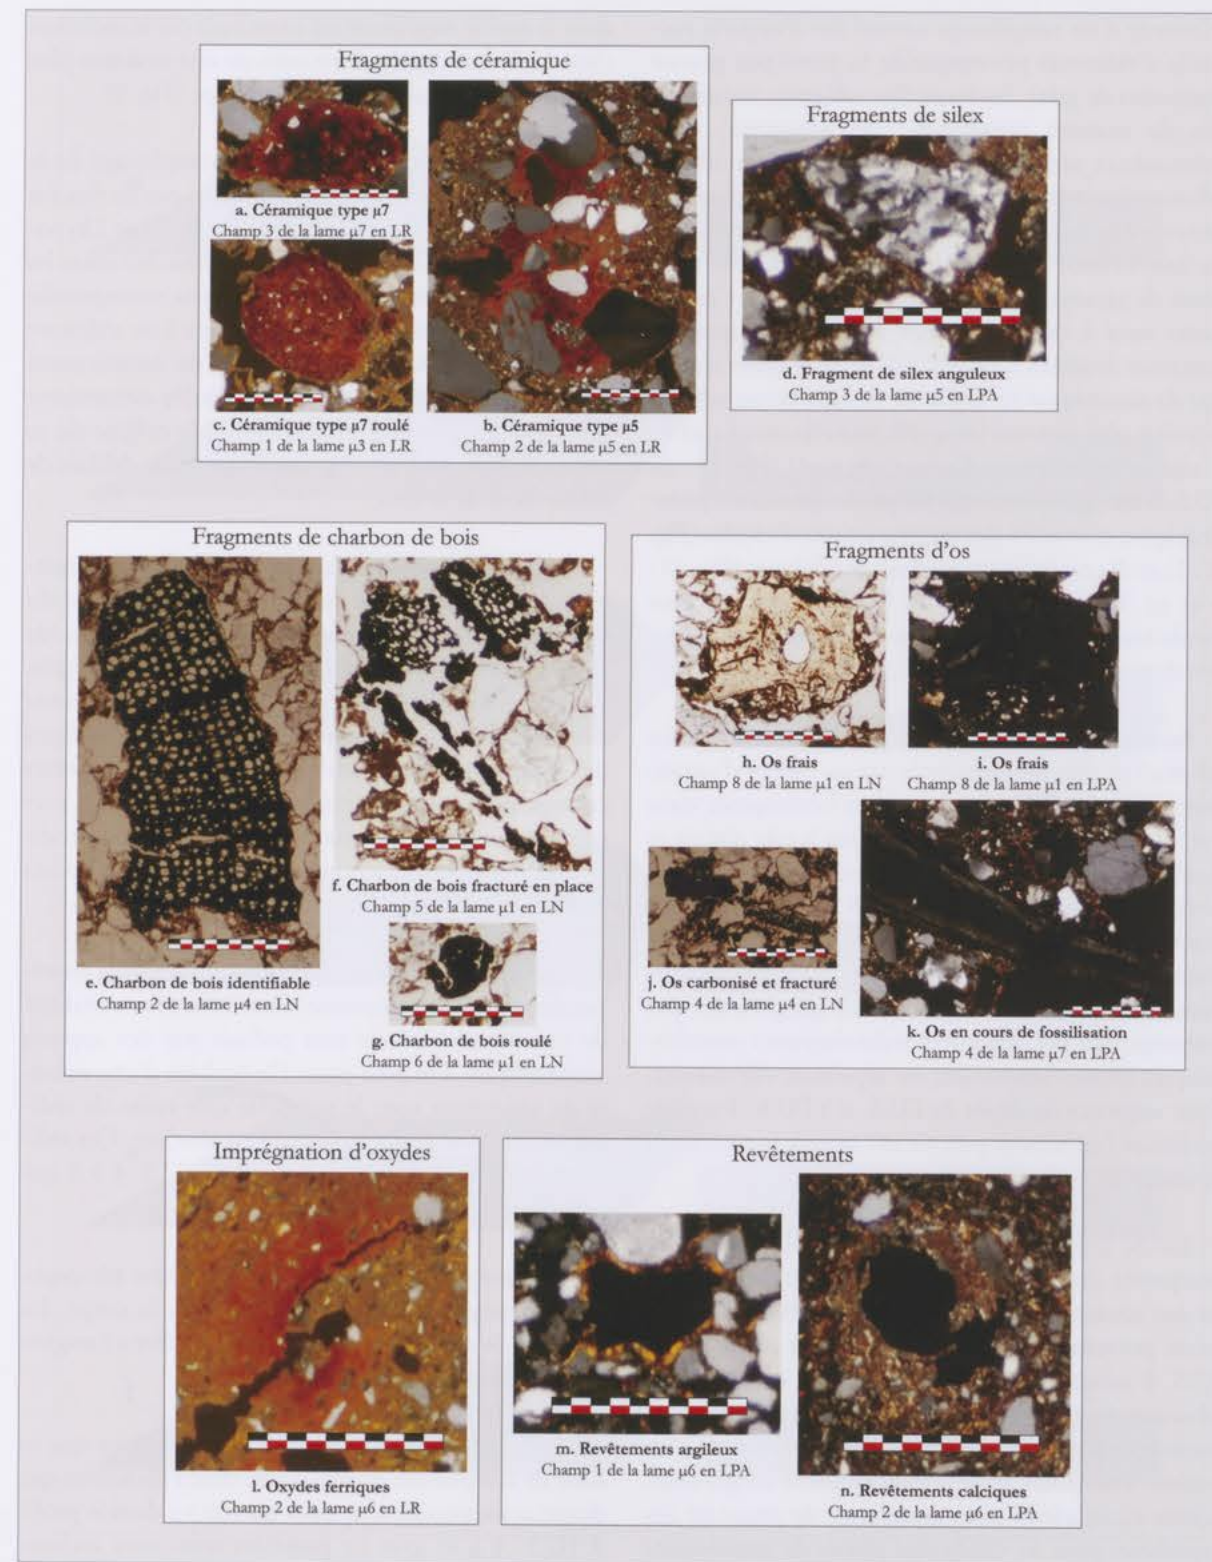 Fragments de céramique
a. Céramique type µ7
Champ 3 de la lame µ7 en LR
c. Céramique type µ7 roulé
Champ 1 de la lame µ3 en LR
b. Céramique type µ5
Champ 2 de la lame µ5 en LR
Fragments de silex
d. Fragment de silex anguleux
Champ 3 de la lame µ5 en LPA
Fragments de charbon de bois
e. Charbon de bois identifiable
Champ 2 de la lame µ4 en LN
f. Charbon de bois fracturé en place
Champ 5 de la lame µ1 en LN
g. Charbon de bois roulé
Champ 6 de la lame µ1 en LN
Fragments d'os
h. Os frais
Champ 8 de la lame µ1 en LN
i. Os frais
Champ 8 de la lame µ1 en LPA
j. Os carbonisé et fracturé
Champ 4 de la lame µ4 en LN
k. Os en cours de fossilisation
Champ 4 de la lame µ7 en LPA
Imprégnation d'oxydes
l. Oxydes ferriques
Champ 2 de la lame µ6 en LR
Revêtements
m. Revêtements argileux
Champ 1 de la lame µ6 en LPA
n. Revêtements calciques
Champ 2 de la lame µ6 en LPA